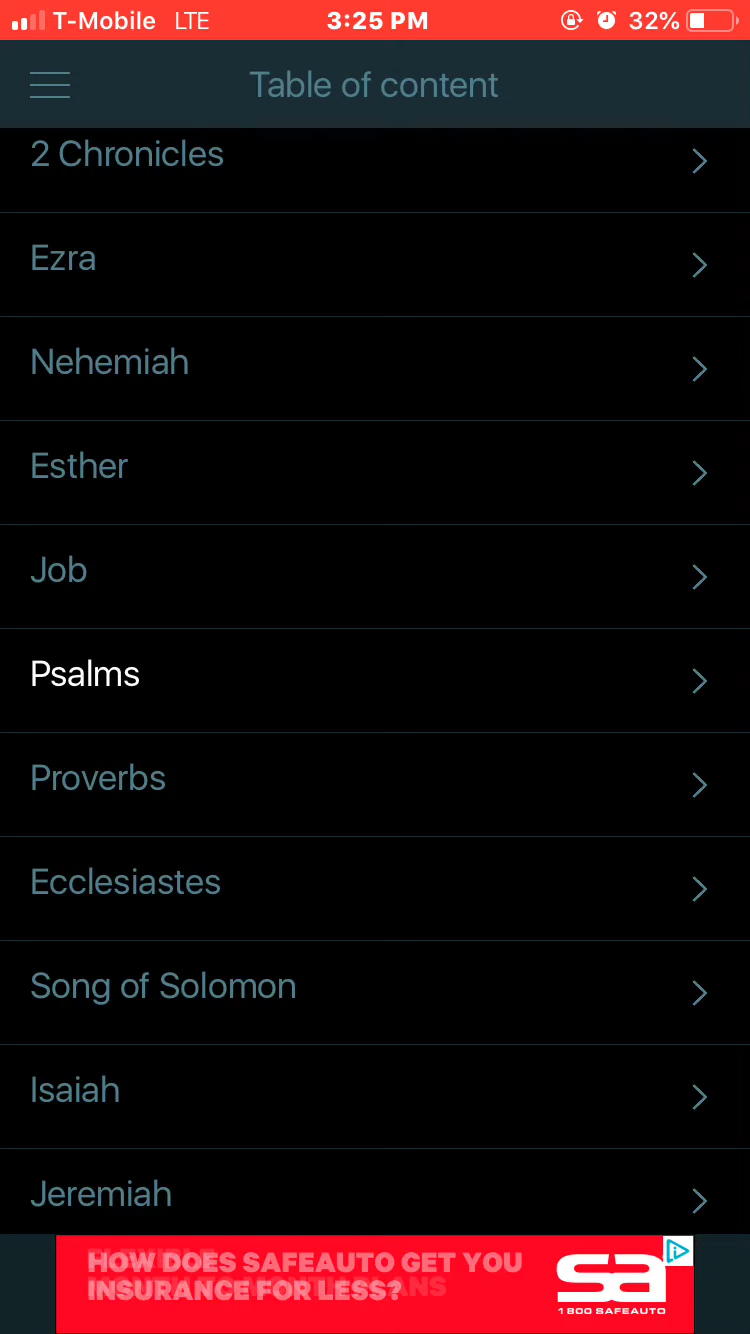 T-Mobile LTE 3:25 PM 32%
Table of content
2 Chronicles
Ezra
Nehemiah
Esther
Job
Psalms
Proverbs
Ecclesiastes
Song of Solomon
Isaiah
Jeremiah
HOW DOES SAFEAUTO GET YOU
INSURANCE FOR LESS?
sa
1 800 SAFEAUTO